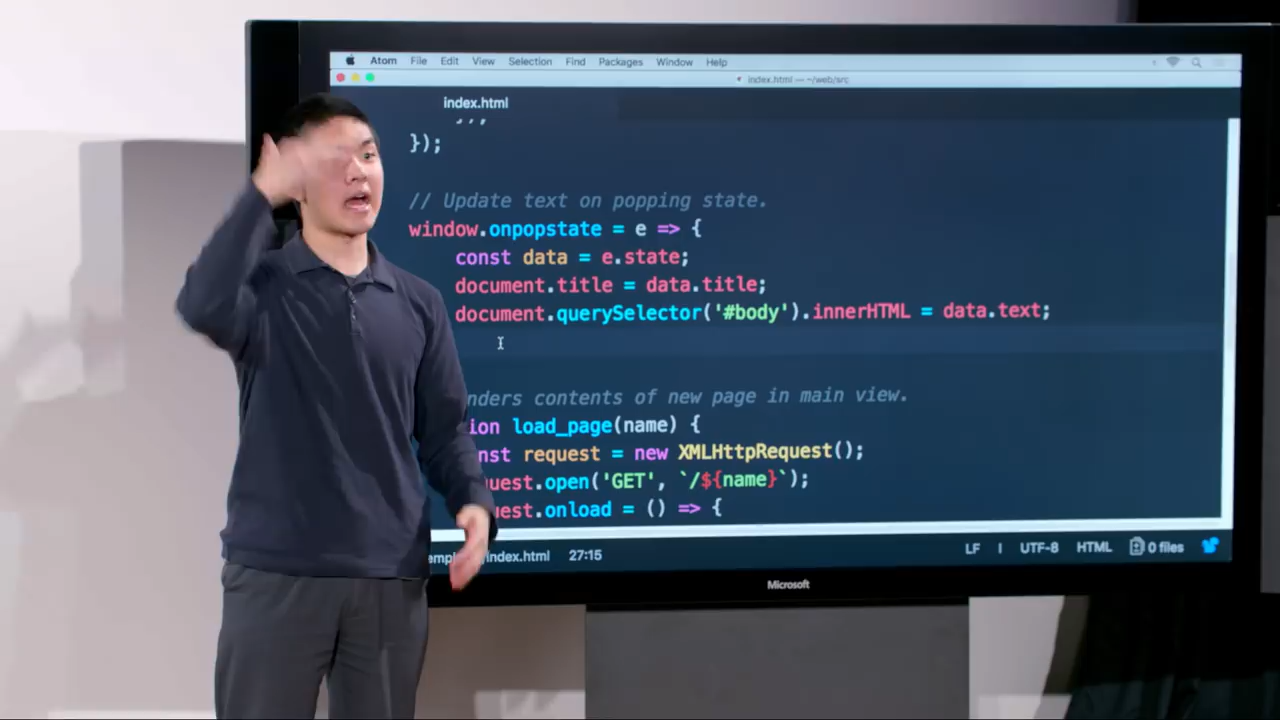 Atom File Edit View Selection Find Packages Window Help
index.html — ~/web/src
index.html
});
// Update text on popping state.
window.onpopstate = e => {
const data = e.state;
document.title = data.title;
document.querySelector('#body').innerHTML = data.text;
nders contents of new page in main view.
ion load_page(name) {
nst request = new XMLHttpRequest();
uest.open('GET', `/${name}`);
uest.onload = () => {
index.html 27:15 LF UTF-8 HTML 0 files
Microsoft